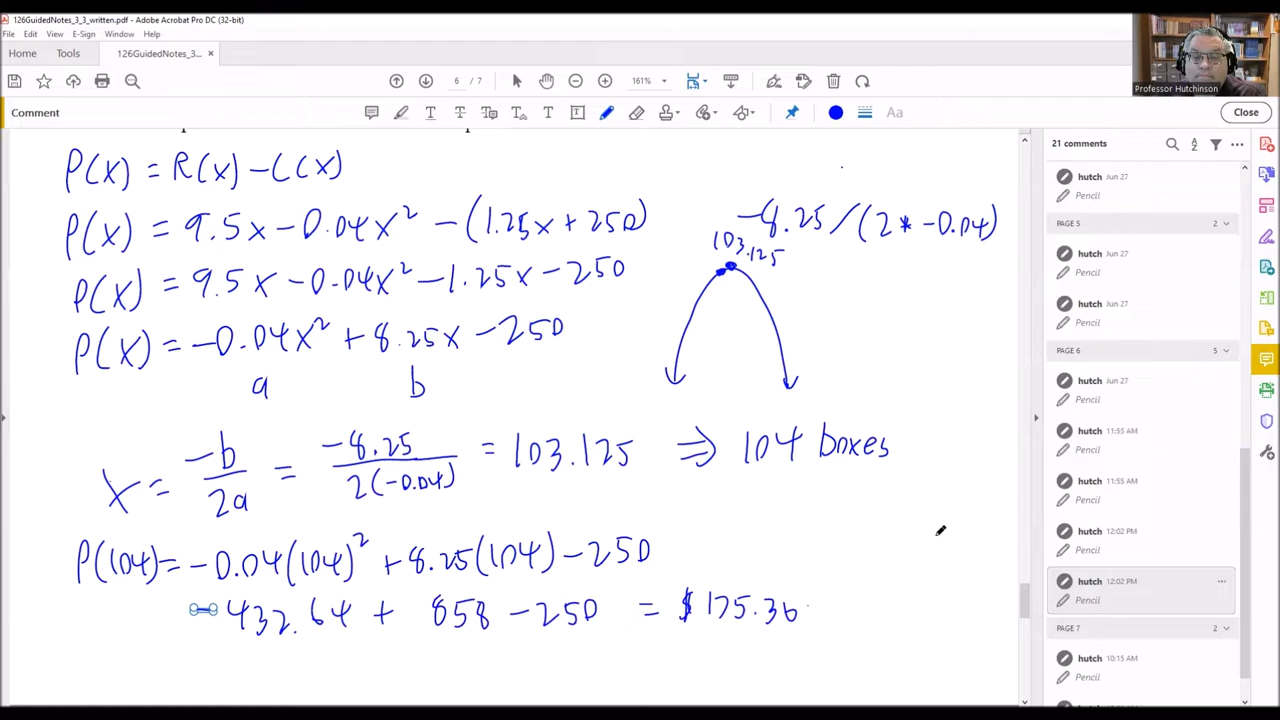 126GuidedNotes_3_3_written.pdf - Adobe Acrobat Pro DC (32-bit)
File Edit View E-Sign Window Help
Home Tools 126GuidedNotes_3... ×
6 / 7 161%
Professor Hutchinson
Comment
Aa
Close
P(X) = R(X) - C(X)
P(X) = 9.5x - 0.04x² - (1.25x + 250)
P(X) = 9.5x - 0.04x² - 1.25x - 250
P(X) = -0.04x² + 8.25x - 250
a b
-8.25/(2* -0.04)
103.125
X = -b/2a = -8.25/2(-0.04) = 103.125 ⇒ 104 boxes
P(104) = -0.04(104)² + 8.25(104) - 250
- 432.64 + 858 - 250 = $175.36
21 comments
hutch Jun 27
Pencil
PAGE 5 2
hutch Jun 27
Pencil
hutch Jun 27
Pencil
PAGE 6 5
hutch Jun 27
Pencil
hutch 11:55 AM
Pencil
hutch 11:55 AM
Pencil
hutch 12:02 PM
Pencil
hutch 12:02 PM ...
Pencil
PAGE 7 2
hutch 10:15 AM
Pencil